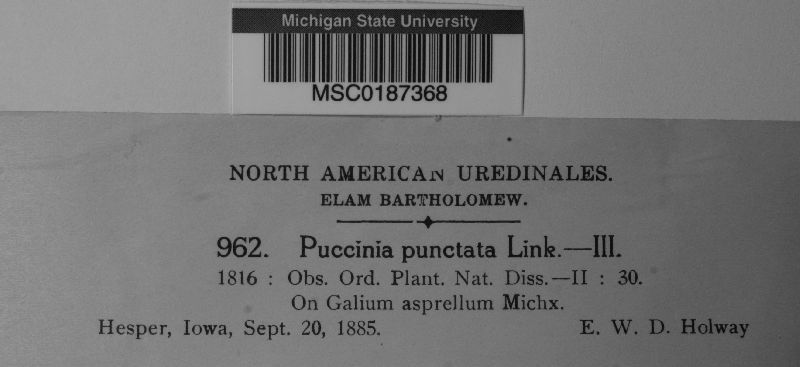 Michigan State University
MSC0187368
NORTH AMERICAN UREDINALES.
ELAM BARTHOLOMEW.
962. Puccinia punctata Link.—III.
1816 : Obs. Ord. Plant. Nat. Diss.—II : 30.
On Galium asprellum Michx.
Hesper, Iowa, Sept. 20, 1885. E. W. D. Holway